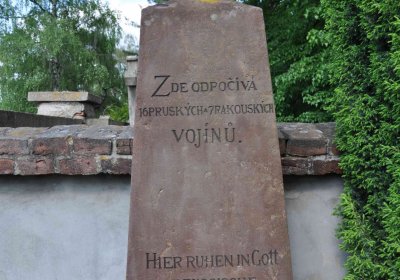 ZDE ODPOČÍVÁ
16 PRUSKÝCH A 7 RAKOUSKÝCH
VOJÍNŮ.
HIER RUHEN IN GOTT